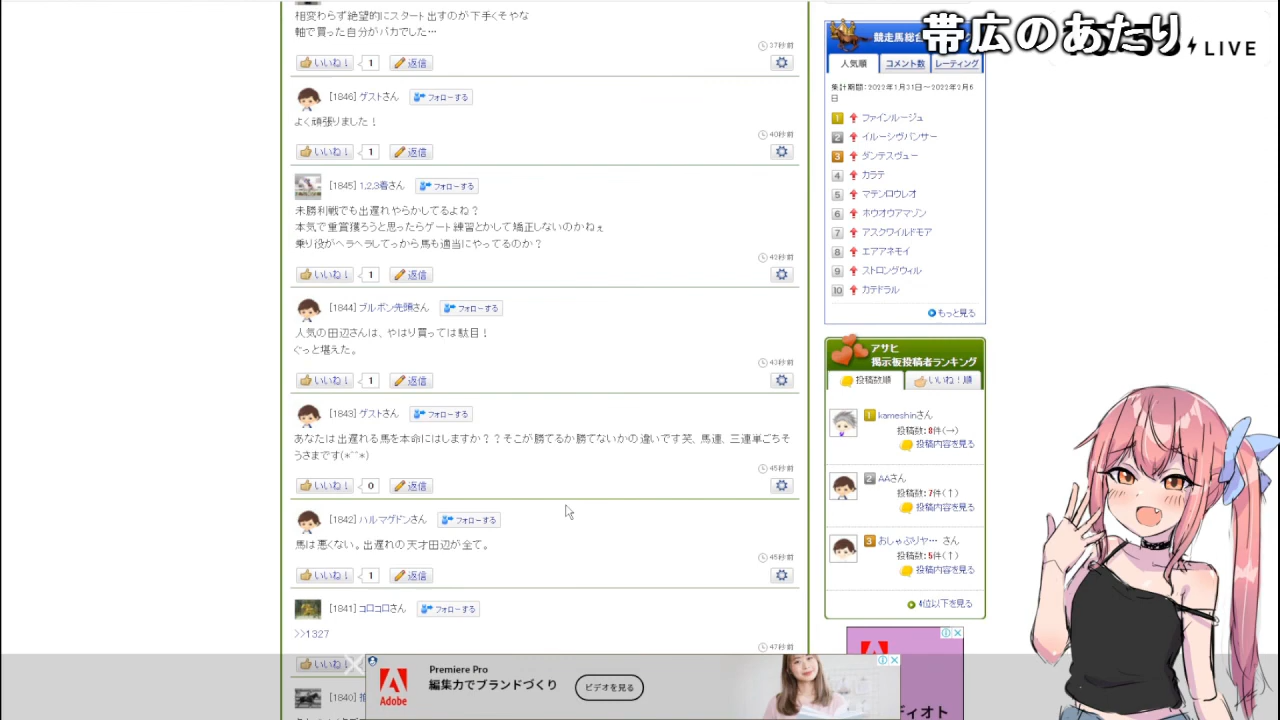 相変わらず絶望的にスタート出すのが下手くそやな
軸で買った自分がバカでした…
37秒前
いいね！ 1 返信
[1846] ゲストさん フォローする
よく頑張りました！
40秒前
いいね！ 1 返信
[1845] 1,2,3着さん フォローする
未勝利戦でも出遅れやらかしてるよね？
本気で重賞獲ろうと思ったらゲート練習とかして矯正しないのかねぇ
乗り役がヘラヘラしてっから馬も適当にやってるのか？
42秒前
いいね！ 1 返信
[1844] ブルボン先頭さん フォローする
人気の田辺さんは、やはり買っては駄目！
ぐっと堪えた。
43秒前
いいね！ 1 返信
[1843] ゲストさん フォローする
あなたは出遅れる馬を本命にはしますか？？そこが勝てるか勝てないかの違いです笑、馬連、三連単ごちそ
うさまです(*^^*)
45秒前
いいね！ 0 返信
[1842] ハルマグドンさん フォローする
馬は悪くない。出遅れの天才田辺が全て。
45秒前
いいね！ 1 返信
[1841] コロコロさん フォローする
>>1327
47秒前
いいね
[1840]
帯広のあたり
LIVE
競走馬総合
人気順 コメント数 レーティング
集計期間：2022年1月31日～2022年2月6
日
1 ファインルージュ
2 イルーシヴパンサー
3 ダンテスヴュー
4 カラテ
5 マテンロウレオ
6 ホウオウアマゾン
7 アスクワイルドモア
8 エアアネモイ
9 ストロングウィル
10 カテドラル
もっと見る
アサヒ
掲示板投稿者ランキング
投稿数順 いいね！順
1 kameshinさん
投稿数：8件(→)
投稿内容を見る
2 AAさん
投稿数：7件(↑)
投稿内容を見る
3 おしゃぶりヤ… さん
投稿数：5件(↑)
投稿内容を見る
4位以下を見る
Adobe
Premiere Pro
編集力でブランドづくり
ビデオを見る
ディオト